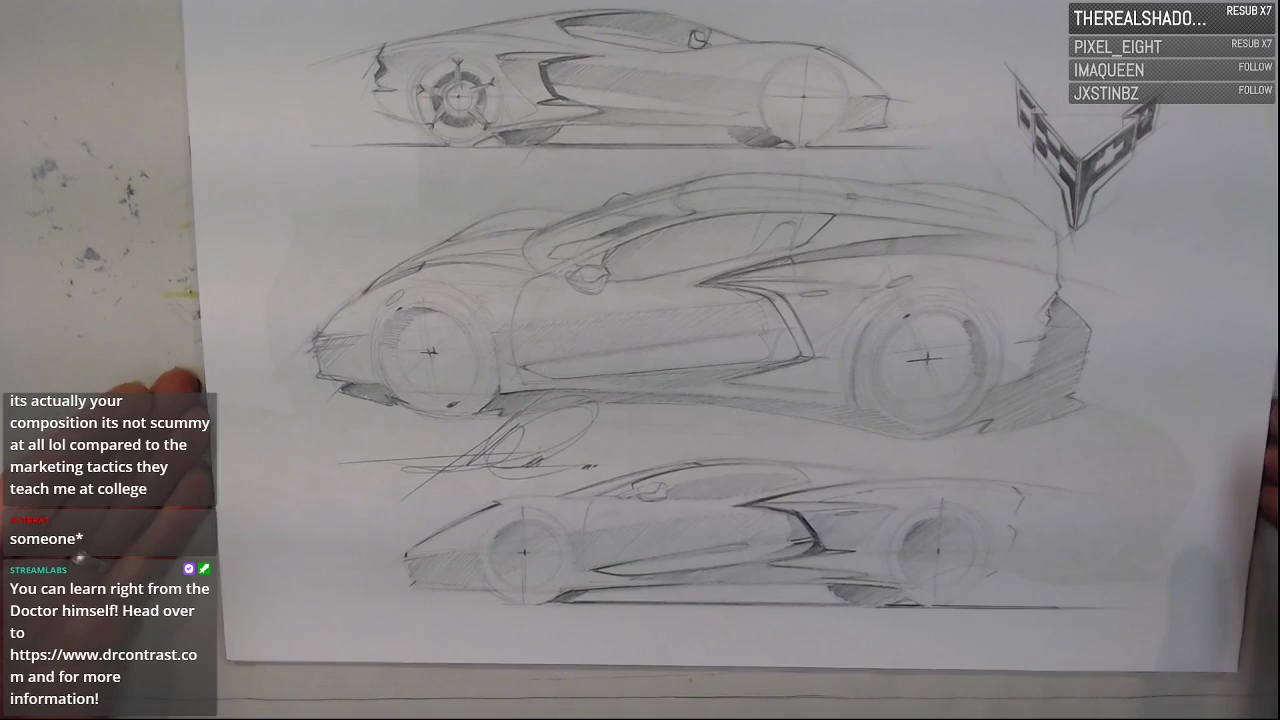 THEREALSHADO... RESUB X7
PIXEL_EIGHT RESUB X7
IMAQUEEN FOLLOW
JXSTINBZ FOLLOW
its actually your
composition its not scummy
at all lol compared to the
marketing tactics they
teach me at college
someone*
STREAMLABS
You can learn right from the
Doctor himself! Head over
to
https://www.drcontrast.co
m and for more
information!